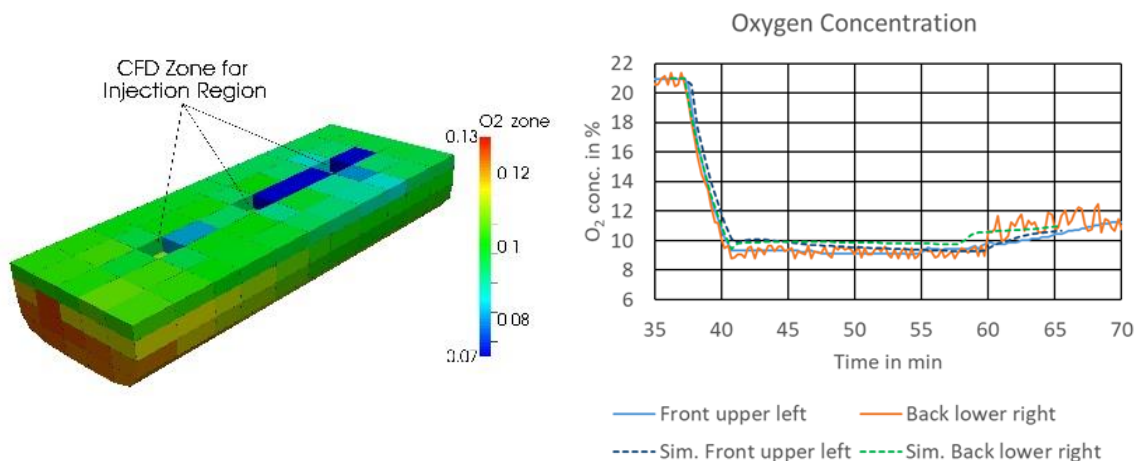 CFD Zone for
Injection Region
O2 zone
0.13
0.12
0.1
0.08
0.07
Oxygen Concentration
O₂ conc. in %
22
20
18
16
14
12
10
8
6
35 40 45 50 55 60 65 70
Time in min
Front upper left
Back lower right
Sim. Front upper left
Sim. Back lower right